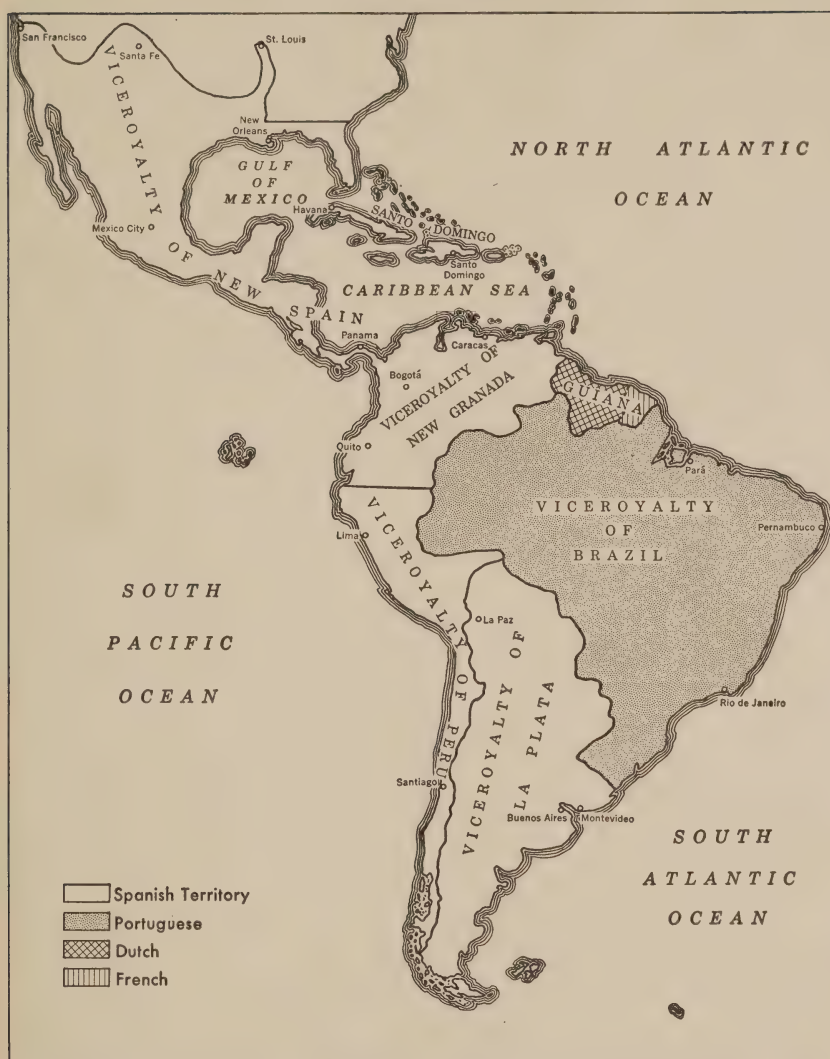 San Francisco
Santa Fe
St. Louis
VICEROYALTY OF NEW SPAIN
New
Orleans
GULF
OF
MEXICO
NORTH ATLANTIC
OCEAN
Havana
SANTO DOMINGO
Mexico City
Santo
Domingo
CARIBBEAN SEA
Panama
Caracas
Bogotá
VICEROYALTY OF
NEW GRANADA
GUIANA
Quito
Pará
VICEROYALTY
OF
BRAZIL
Pernambuco
Lima
VICEROYALTY OF PERU
SOUTH
PACIFIC
OCEAN
La Paz
VICEROYALTY OF
LA PLATA
Rio de Janeiro
Santiago
Buenos Aires
Montevideo
SOUTH
ATLANTIC
OCEAN
Spanish Territory
Portuguese
Dutch
French